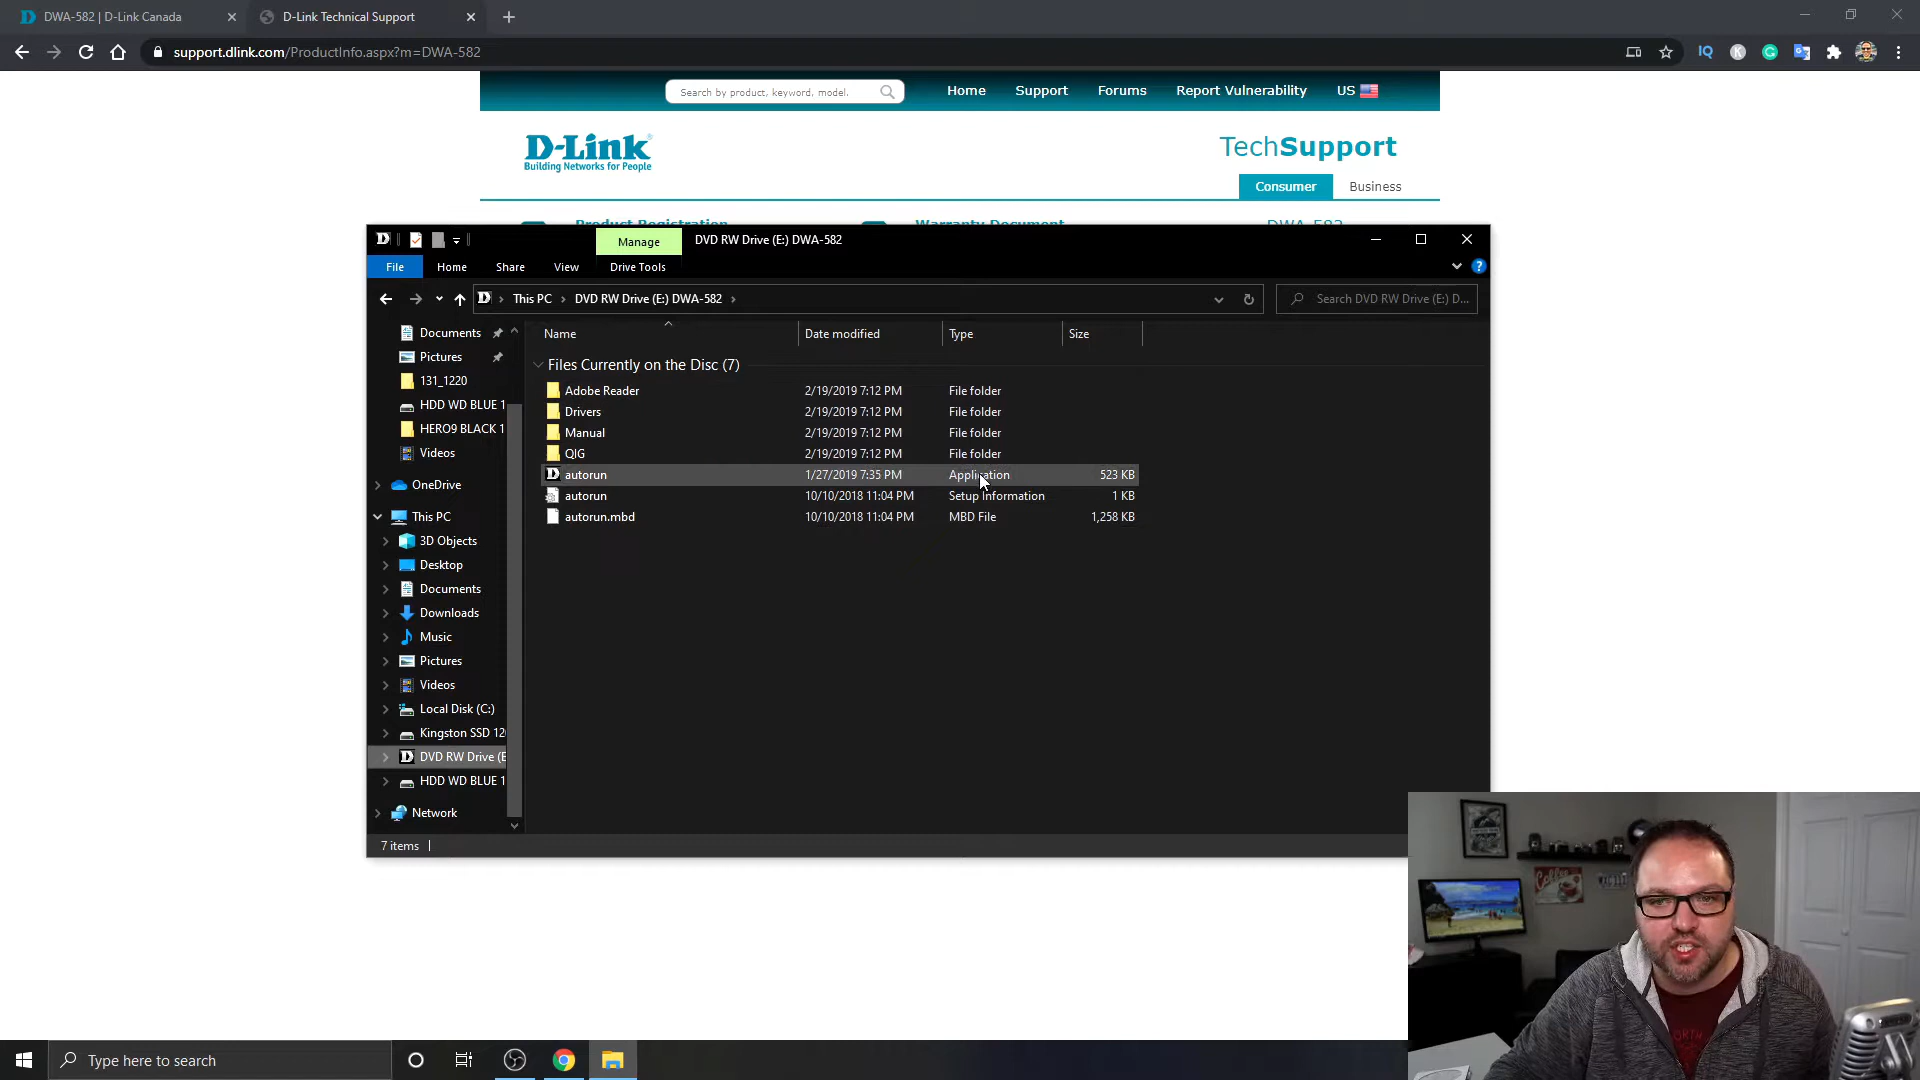 DWA-582 | D-Link Canada
D-Link Technical Support
support.dlink.com/ProductInfo.aspx?m=DWA-582
Search by product, keyword, model.
Home
Support
Forums
Report Vulnerability
US
D-Link
Building Networks for People
TechSupport
Consumer
Business
Product Registration
Warranty Document
DWA-582
Manage
DVD RW Drive (E:) DWA-582
File
Home
Share
View
Drive Tools
This PC
DVD RW Drive (E:) DWA-582
Search DVD RW Drive (E:) D...
Documents
Pictures
131_1220
HDD WD BLUE 1
HERO9 BLACK 1
Videos
OneDrive
This PC
3D Objects
Desktop
Documents
Downloads
Music
Pictures
Videos
Local Disk (C:)
Kingston SSD 12
DVD RW Drive (E
HDD WD BLUE 1
Network
Name Date modified Type Size
Files Currently on the Disc (7)
Adobe Reader 2/19/2019 7:12 PM File folder
Drivers 2/19/2019 7:12 PM File folder
Manual 2/19/2019 7:12 PM File folder
QIG 2/19/2019 7:12 PM File folder
autorun 1/27/2019 7:35 PM Application 523 KB
autorun 10/10/2018 11:04 PM Setup Information 1 KB
autorun.mbd 10/10/2018 11:04 PM MBD File 1,258 KB
7 items
Type here to search
Coffee